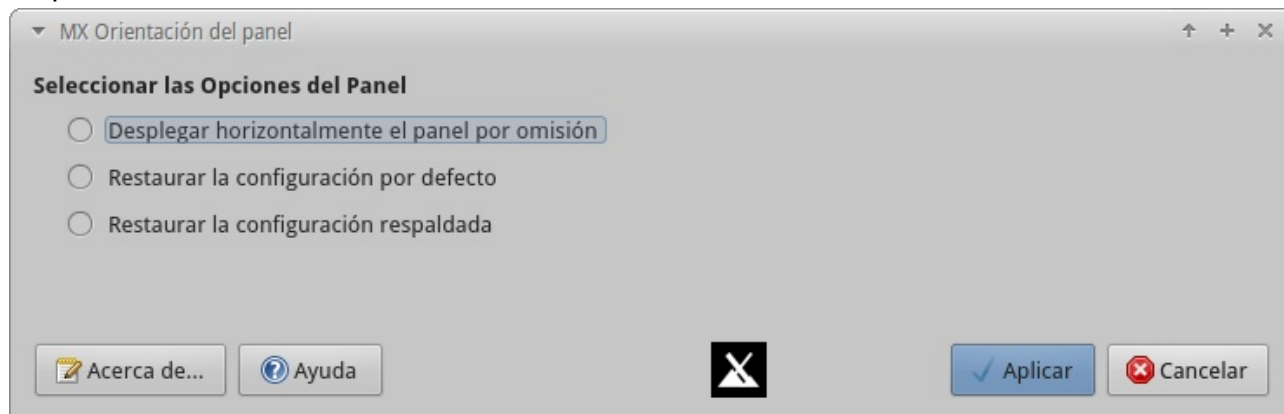 MX Orientación del panel
Seleccionar las Opciones del Panel
Desplegar horizontalmente el panel por omisión
Restaurar la configuración por defecto
Restaurar la configuración respaldada
Acerca de... Ayuda Aplicar Cancelar